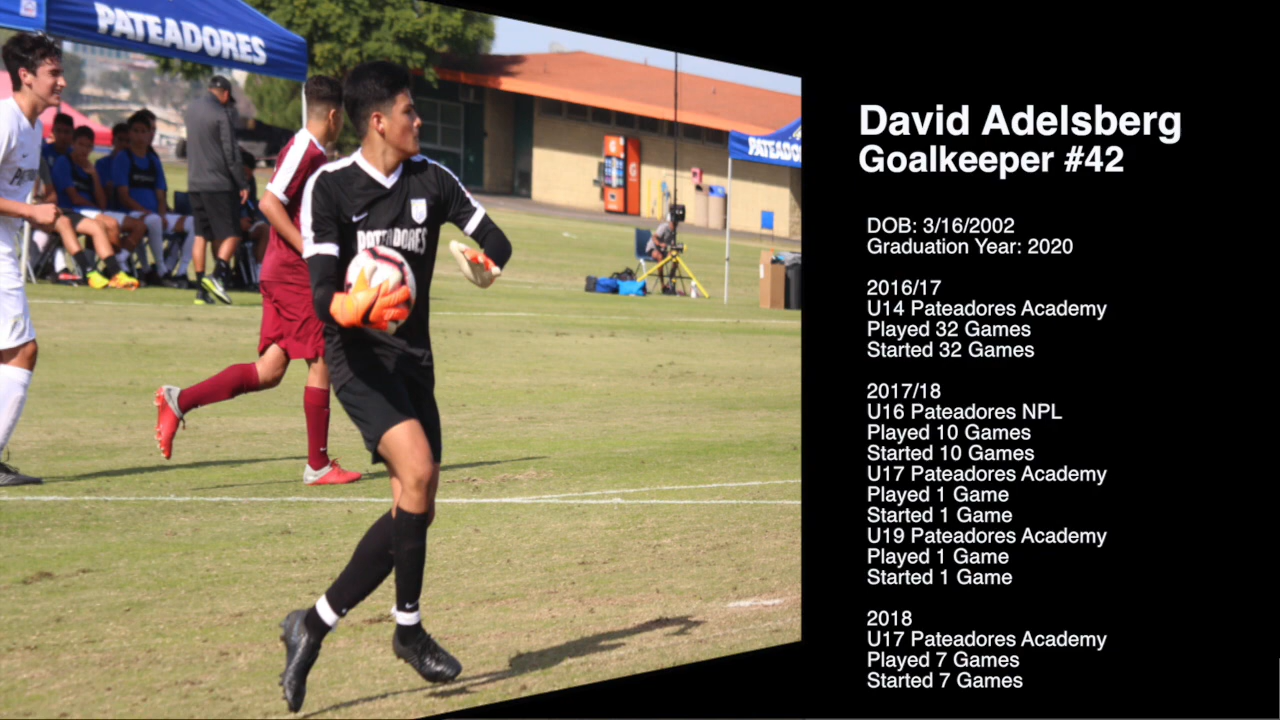 PATEADORES
PATEADORES
PATEADORES
David Adelsberg
Goalkeeper #42
DOB: 3/16/2002
Graduation Year: 2020
2016/17
U14 Pateadores Academy
Played 32 Games
Started 32 Games
2017/18
U16 Pateadores NPL
Played 10 Games
Started 10 Games
U17 Pateadores Academy
Played 1 Game
Started 1 Game
U19 Pateadores Academy
Played 1 Game
Started 1 Game
2018
U17 Pateadores Academy
Played 7 Games
Started 7 Games